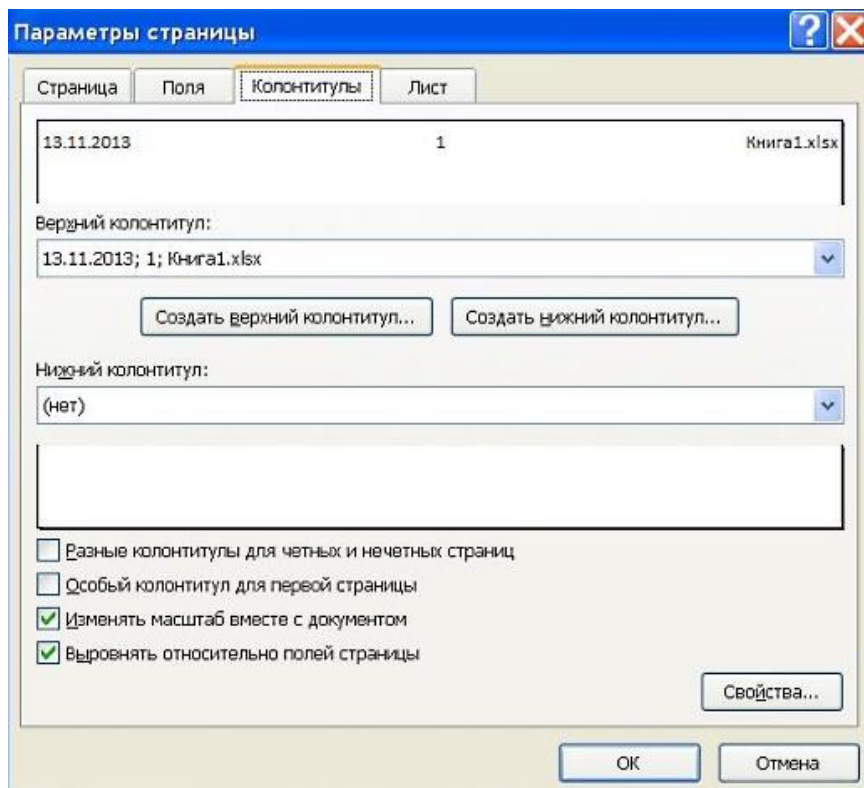 Параметры страницы
Страница Поля Колонтитулы Лист
13.11.2013 1 Книга1.xlsx
Верхний колонтитул:
13.11.2013; 1; Книга1.xlsx
Создать верхний колонтитул... Создать нижний колонтитул...
Нижний колонтитул:
(нет)
Разные колонтитулы для четных и нечетных страниц
Особый колонтитул для первой страницы
Изменять масштаб вместе с документом
Выровнять относительно полей страницы
Свойства...
ОК Отмена